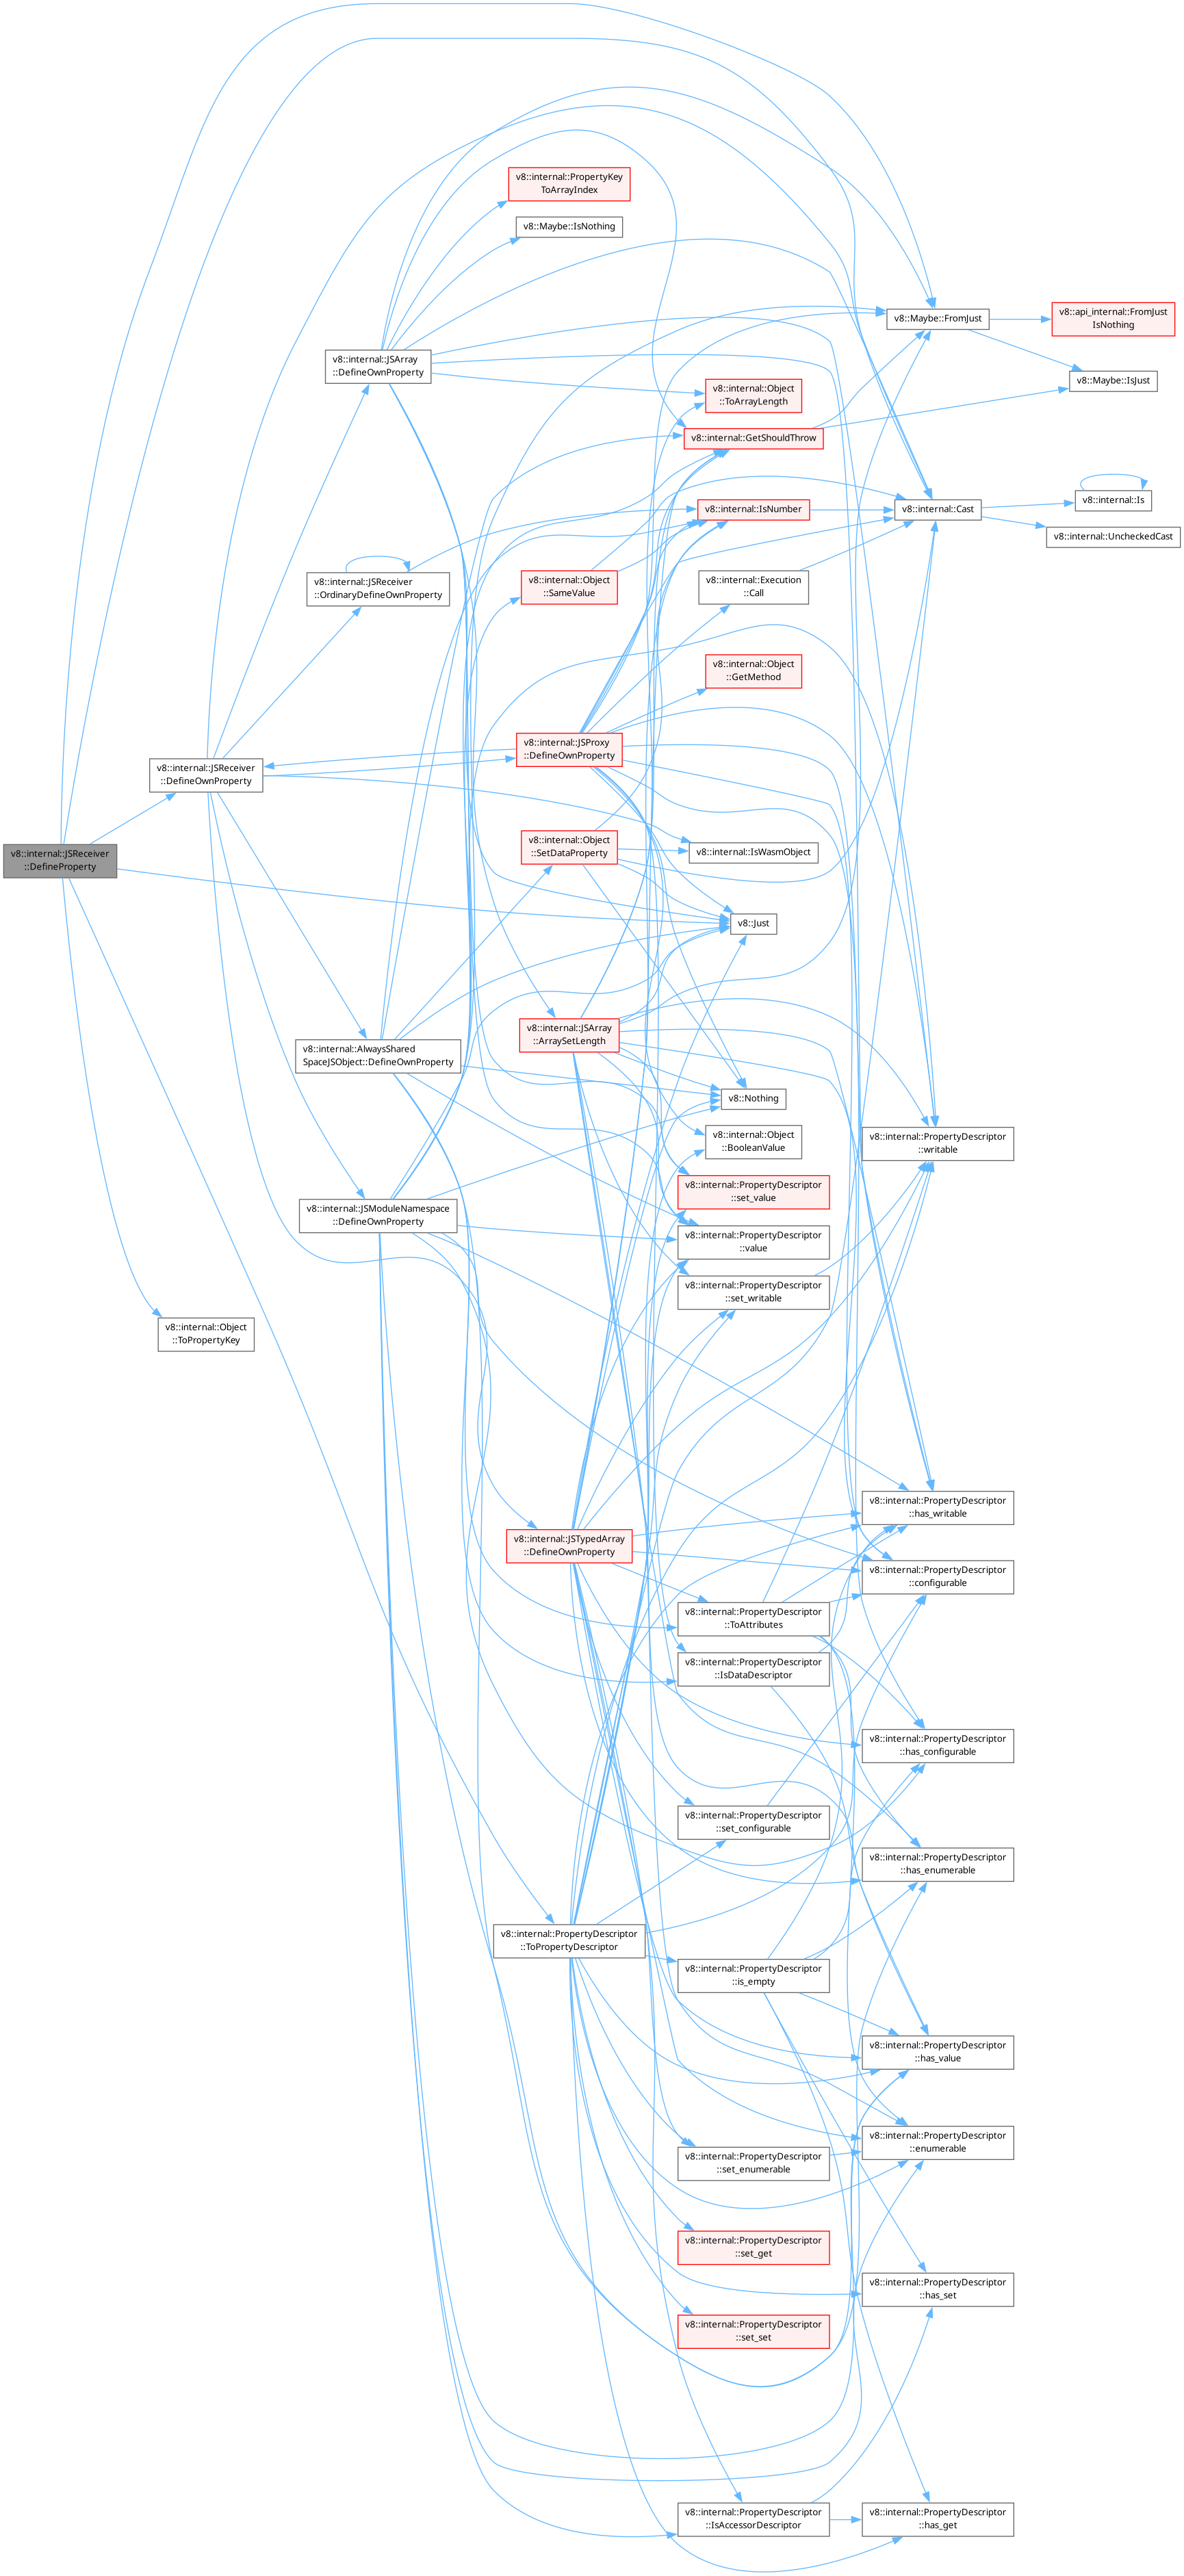 v8::internal::JSReceiver
::DefineProperty
v8::internal::JSReceiver
::DefineOwnProperty
v8::internal::Object
::ToPropertyKey
v8::internal::JSArray
::DefineOwnProperty
v8::internal::JSReceiver
::OrdinaryDefineOwnProperty
v8::internal::AlwaysShared
SpaceJSObject::DefineOwnProperty
v8::internal::JSModuleNamespace
::DefineOwnProperty
v8::internal::PropertyKey
ToArrayIndex
v8::Maybe::IsNothing
v8::internal::Object
::SameValue
v8::internal::JSProxy
::DefineOwnProperty
v8::internal::Object
::SetDataProperty
v8::internal::JSArray
::ArraySetLength
v8::internal::JSTypedArray
::DefineOwnProperty
v8::internal::PropertyDescriptor
::ToPropertyDescriptor
v8::internal::Object
::ToArrayLength
v8::internal::GetShouldThrow
v8::internal::IsNumber
v8::internal::Execution
::Call
v8::internal::Object
::GetMethod
v8::internal::IsWasmObject
v8::Just
v8::Nothing
v8::internal::Object
::BooleanValue
v8::internal::PropertyDescriptor
::set_value
v8::internal::PropertyDescriptor
::value
v8::internal::PropertyDescriptor
::set_writable
v8::internal::PropertyDescriptor
::ToAttributes
v8::internal::PropertyDescriptor
::IsDataDescriptor
v8::internal::PropertyDescriptor
::set_configurable
v8::internal::PropertyDescriptor
::is_empty
v8::internal::PropertyDescriptor
::set_enumerable
v8::internal::PropertyDescriptor
::set_get
v8::internal::PropertyDescriptor
::set_set
v8::internal::PropertyDescriptor
::IsAccessorDescriptor
v8::Maybe::FromJust
v8::internal::Cast
v8::internal::PropertyDescriptor
::writable
v8::internal::PropertyDescriptor
::has_writable
v8::internal::PropertyDescriptor
::configurable
v8::internal::PropertyDescriptor
::has_configurable
v8::internal::PropertyDescriptor
::has_enumerable
v8::internal::PropertyDescriptor
::has_value
v8::internal::PropertyDescriptor
::enumerable
v8::internal::PropertyDescriptor
::has_set
v8::internal::PropertyDescriptor
::has_get
v8::api_internal::FromJust
IsNothing
v8::Maybe::IsJust
v8::internal::Is
v8::internal::UncheckedCast